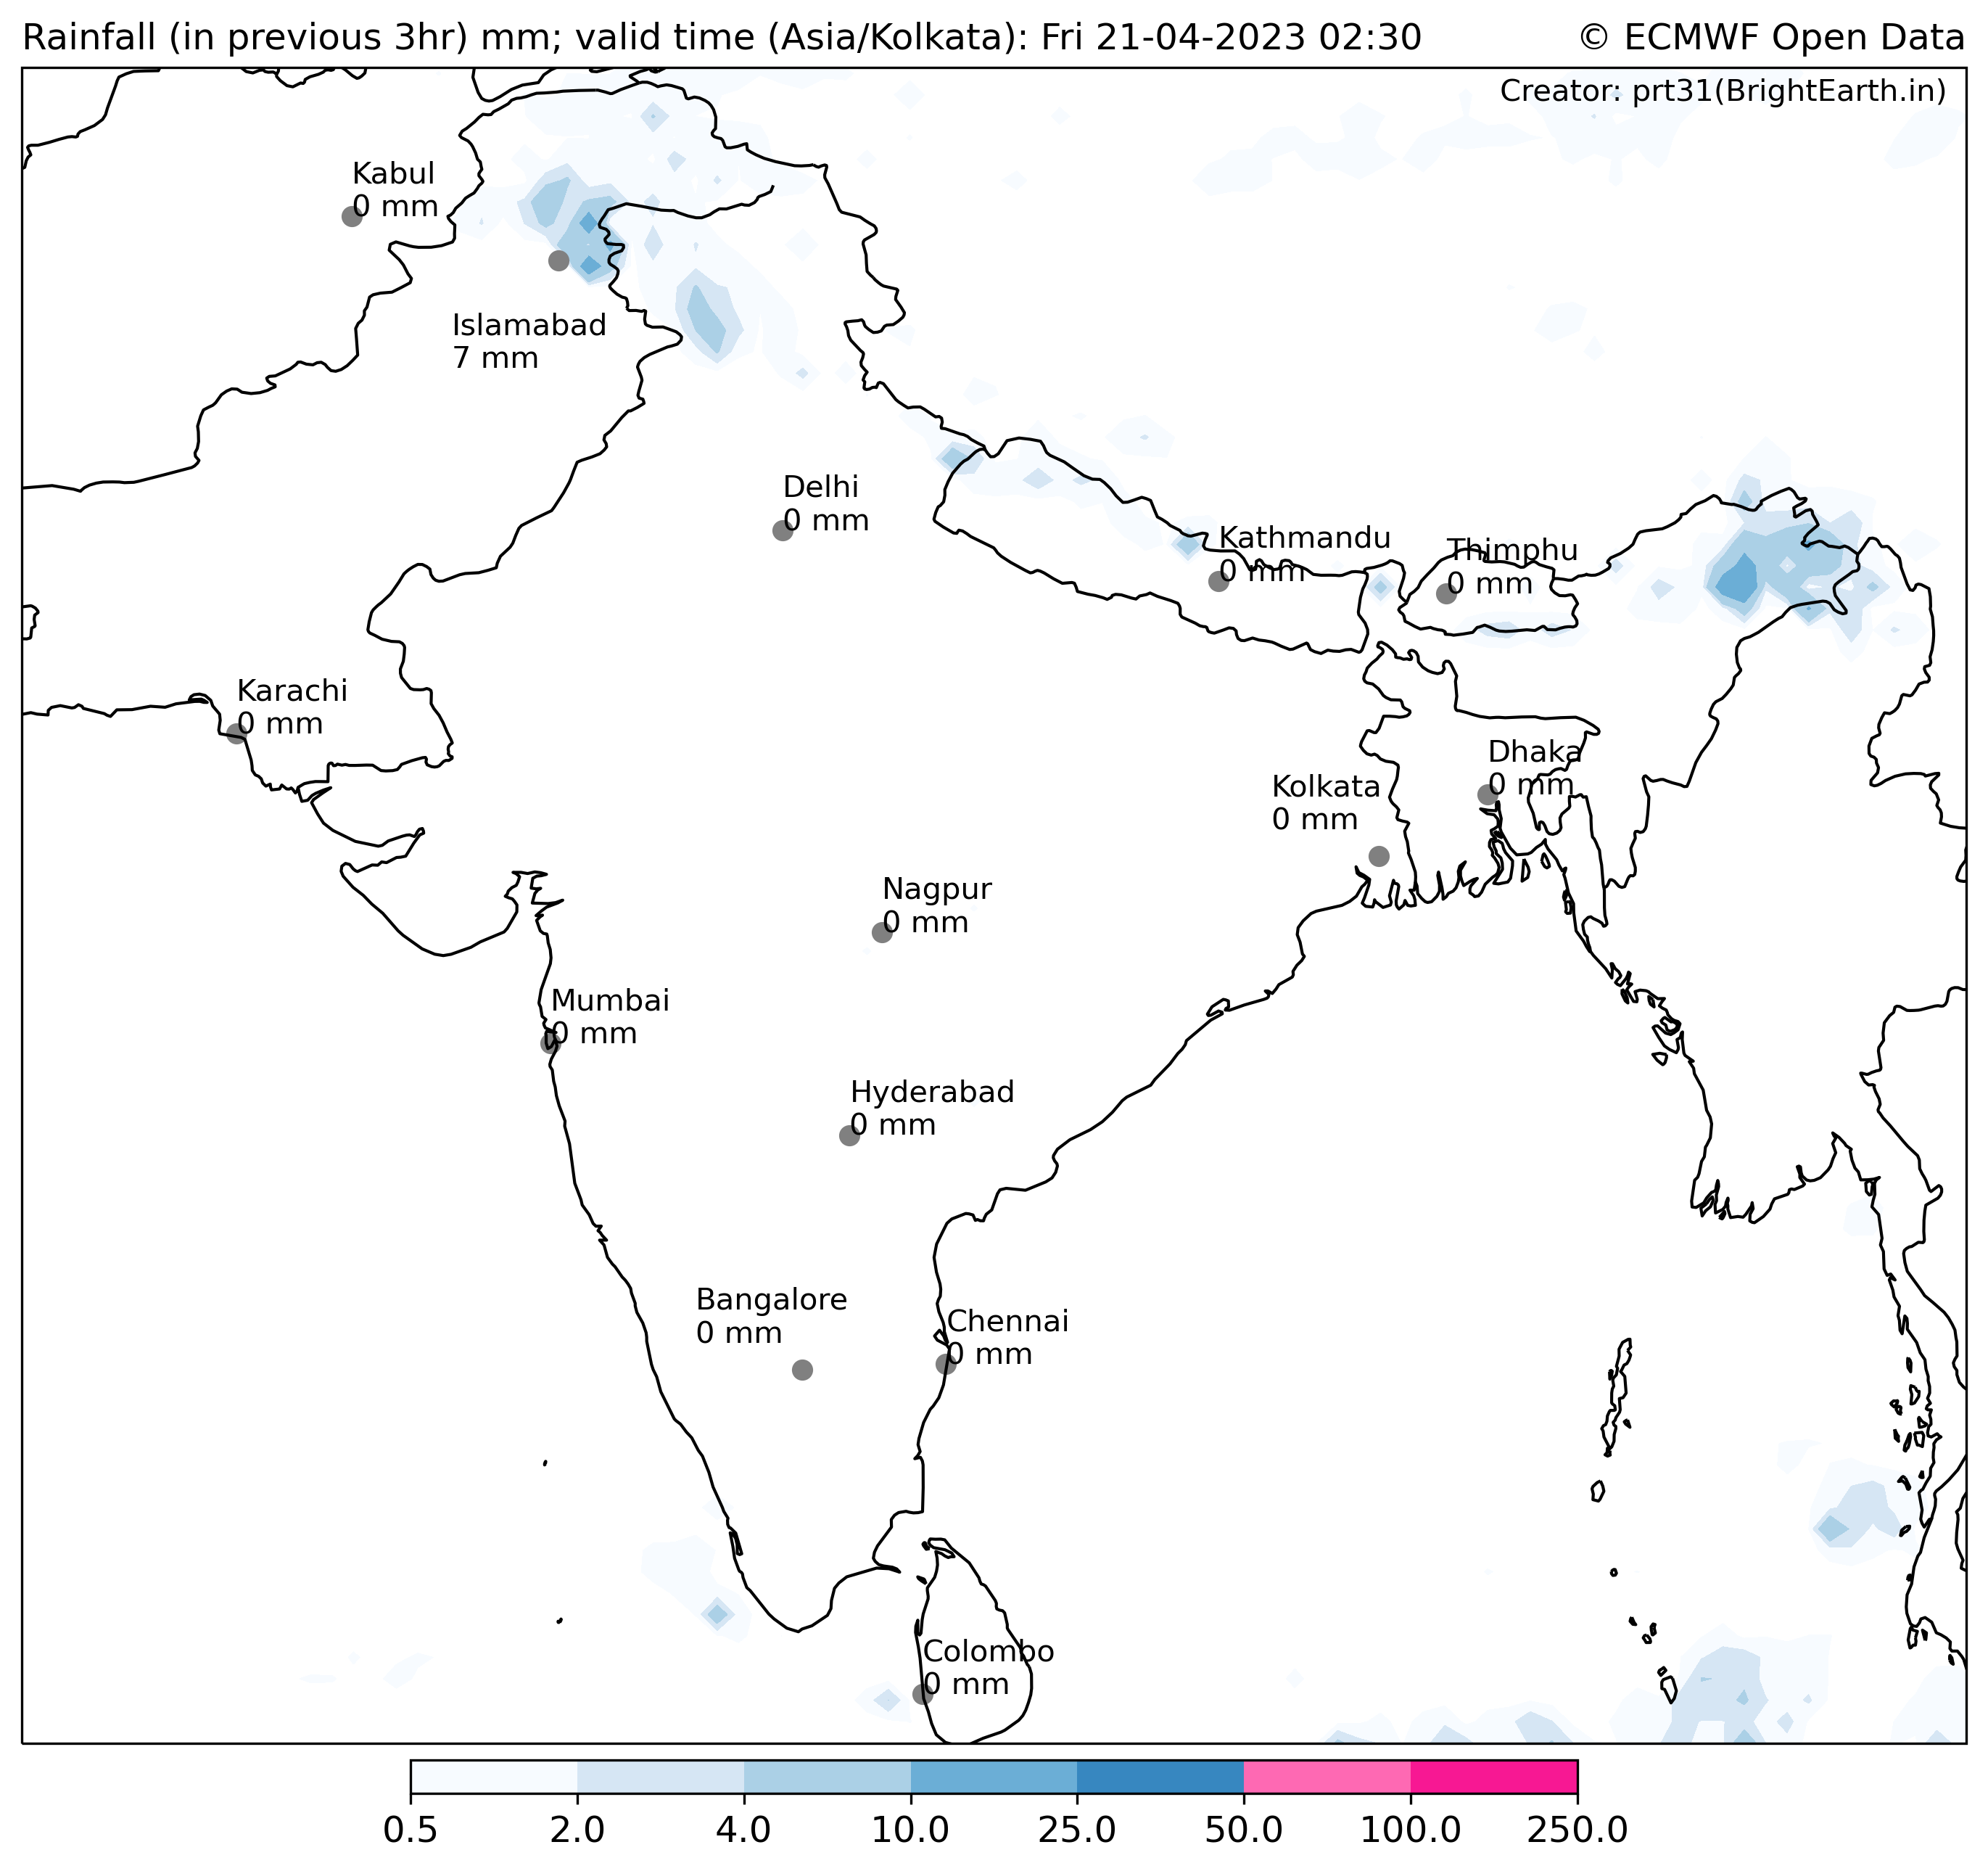 Rainfall (in previous 3hr) mm; valid time (Asia/Kolkata): Fri 21-04-2023 02:30
© ECMWF Open Data
Creator: prt31(BrightEarth.in)
Kabul
0 mm
Islamabad
7 mm
Delhi
0 mm
Kathmandu
0 mm
Thimphu
0 mm
Karachi
0 mm
Dhaka
0 mm
Kolkata
0 mm
Nagpur
0 mm
Mumbai
0 mm
Hyderabad
0 mm
Bangalore
0 mm
Chennai
0 mm
Colombo
0 mm
0.5
2.0
4.0
10.0
25.0
50.0
100.0
250.0